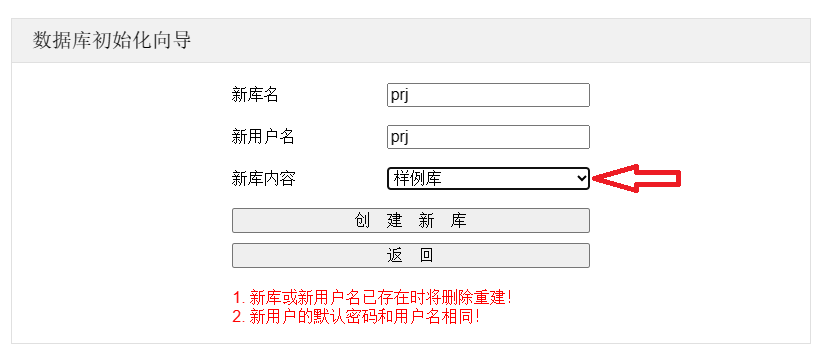 数据库初始化向导
新库名 prj
新用户名 prj
新库内容 样例库
创 建 新 库
返 回
1. 新库或新用户名已存在时将删除重建!
2. 新用户的默认密码和用户名相同!